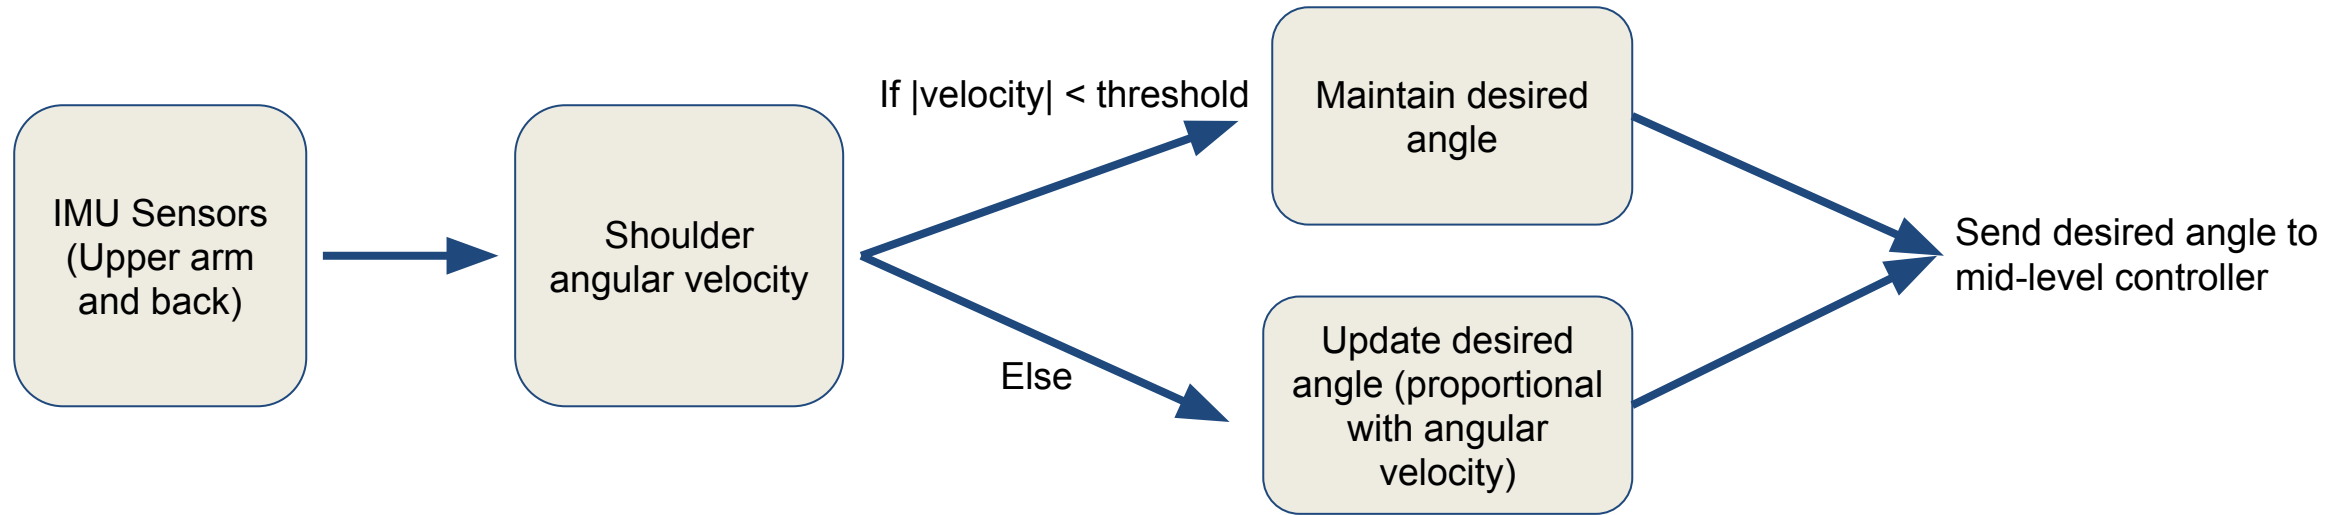 IMU Sensors
(Upper arm
and back)
Shoulder
angular velocity
If |velocity| < threshold
Else
Maintain desired
angle
Update desired
angle (proportional
with angular
velocity)
Send desired angle to
mid-level controller